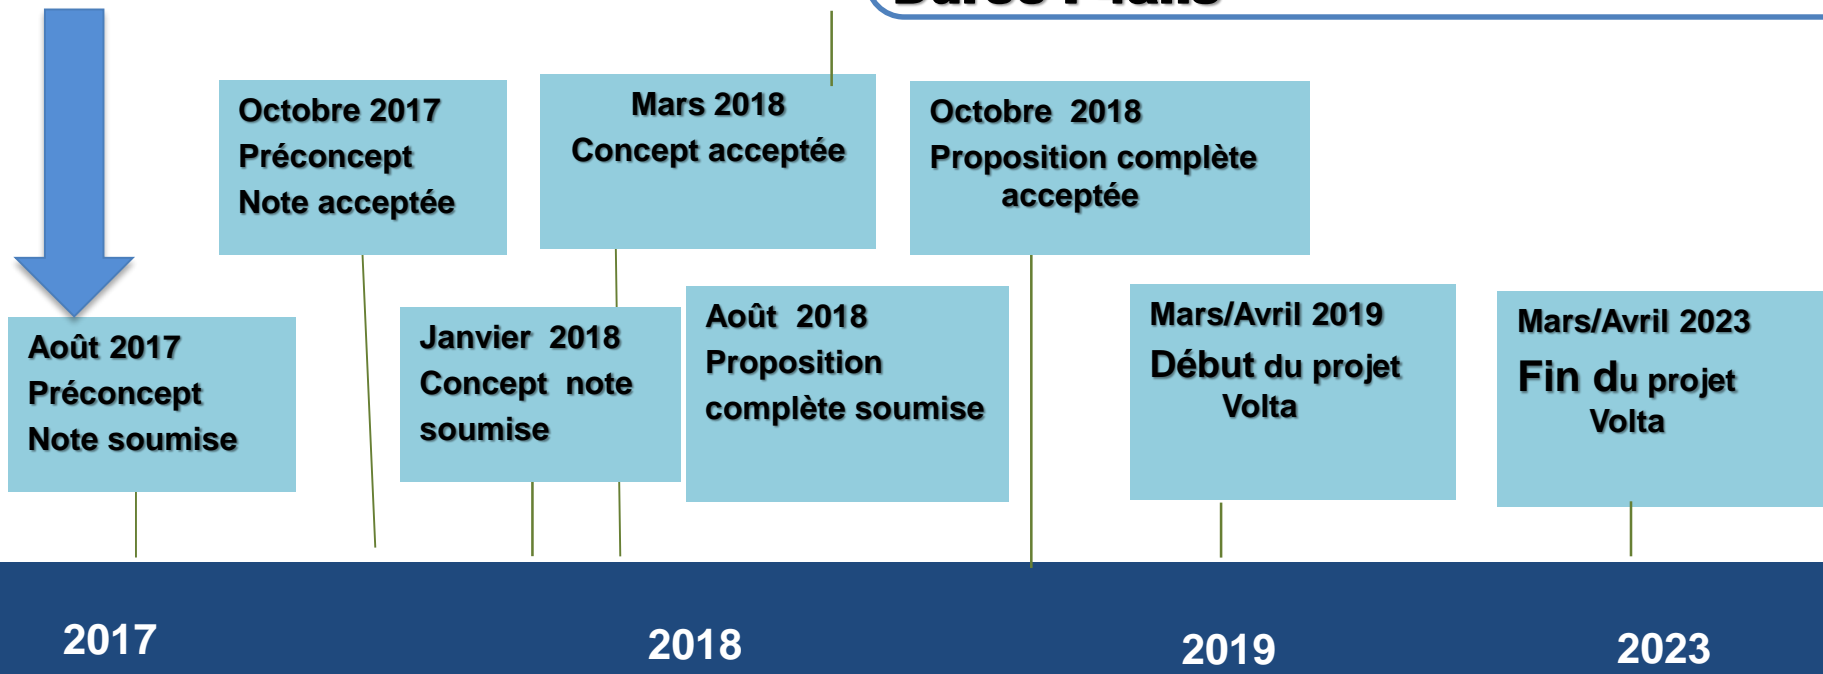 Octobre 2017
Préconcept
Note acceptée
Mars 2018
Concept acceptée
Octobre 2018
Proposition complète
acceptée
Août 2017
Préconcept
Note soumise
Janvier 2018
Concept note
soumise
Août 2018
Proposition
complète soumise
Mars/Avril 2019
Début du projet
Volta
Mars/Avril 2023
Fin du projet
Volta
2017
2018
2019
2023